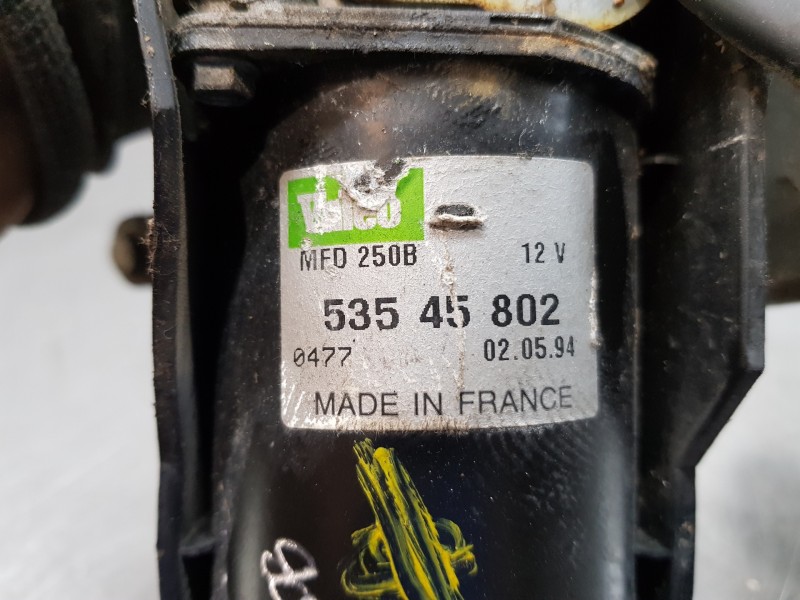 Valeo
MFD 250B 12 V
535 45 802
0477 02.05.94
MADE IN FRANCE